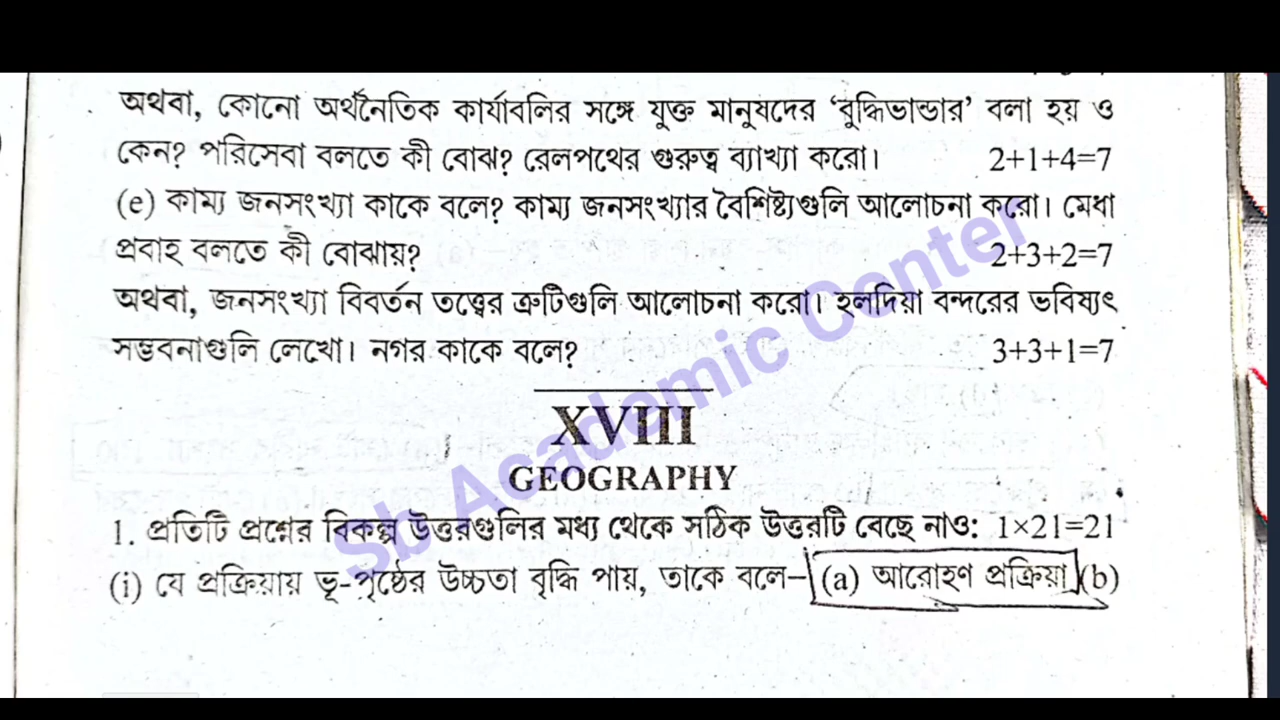 অথবা, কোনো অর্থনৈতিক কার্যাবলির সঙ্গে যুক্ত মানুষদের ‘বুদ্ধিভান্ডার’ বলা হয় ও
কেন? পরিসেবা বলতে কী বোঝ? রেলপথের গুরুত্ব ব্যাখ্যা করো। 2+1+4=7
(e) কাম্য জনসংখ্যা কাকে বলে? কাম্য জনসংখ্যার বৈশিষ্ট্যগুলি আলোচনা করো। মেধা
প্রবাহ বলতে কী বোঝায়? 2+3+2=7
অথবা, জনসংখ্যা বিবর্তন তত্ত্বের ত্রুটিগুলি আলোচনা করো। হলদিয়া বন্দরের ভবিষ্যৎ
সম্ভবনাগুলি লেখো। নগর কাকে বলে? 3+3+1=7
XVIII
GEOGRAPHY
1. প্রতিটি প্রশ্নের বিকল্প উত্তরগুলির মধ্য থেকে সঠিক উত্তরটি বেছে নাও: 1×21=21
(i) যে প্রক্রিয়ায় ভূ-পৃষ্ঠের উচ্চতা বৃদ্ধি পায়, তাকে বলে– (a) আরোহণ প্রক্রিয়া (b)
Sb Academic Center